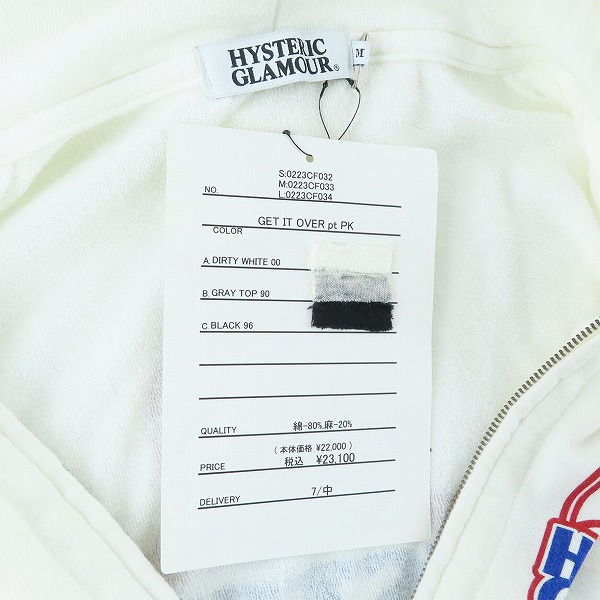 HYSTERIC
GLAMOUR®
M
S:0223CF032
M:0223CF033
NO. L:0223CF034
GET IT OVER pt PK
COLOR
A. DIRTY WHITE 00
B. GRAY TOP 90
C. BLACK 96
QUALITY 綿-80%,麻-20%
( 本体価格 ¥22,000 )
PRICE 税込 ¥23,100
DELIVERY 7/中
H